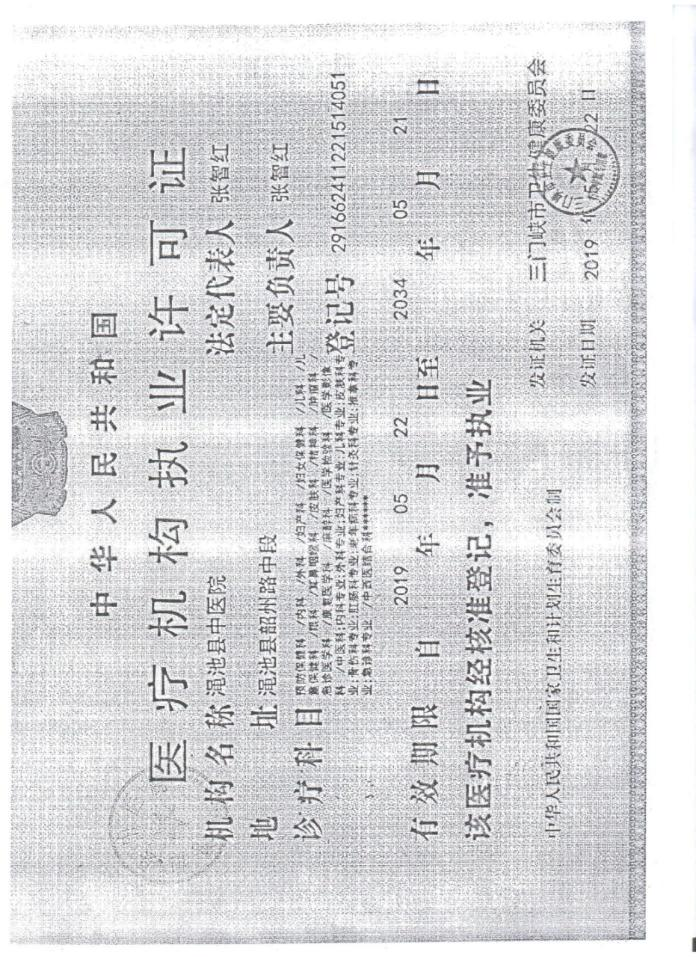 中华人民共和国
医疗机构执业许可证
机构名称 渑池县中医院 法定代表人 张智红
地址 渑池县韶州路中段 主要负责人 张智红
诊疗科目 登记号 29166241122151​4051
预防保健科 /内科 /外科 /妇产科 /妇女保健科 /儿科 /儿
童保健科 /眼科 /耳鼻咽喉科 /皮肤科 /精神科 /肿瘤科 /
急诊医学科 /康复医学科 /麻醉科 /医学检验科 /医学影像
科 /中医科;内科专业;外科专业;妇产科专业;儿科专业;皮肤科专
业;骨伤科专业;肛肠科专业;老年病科专业;针灸科专业;推拿科专
业;急诊科专业 /中西医结合科******
有效期限 自 2019 年 05 月 22 日至 2034 年 05 月 21 日
该医疗机构经核准登记，准予执业
发证机关 三门峡市卫生健康委员会
发证日期 2019 年 5 月 22 日
中华人民共和国国家卫生和计划生育委员会制